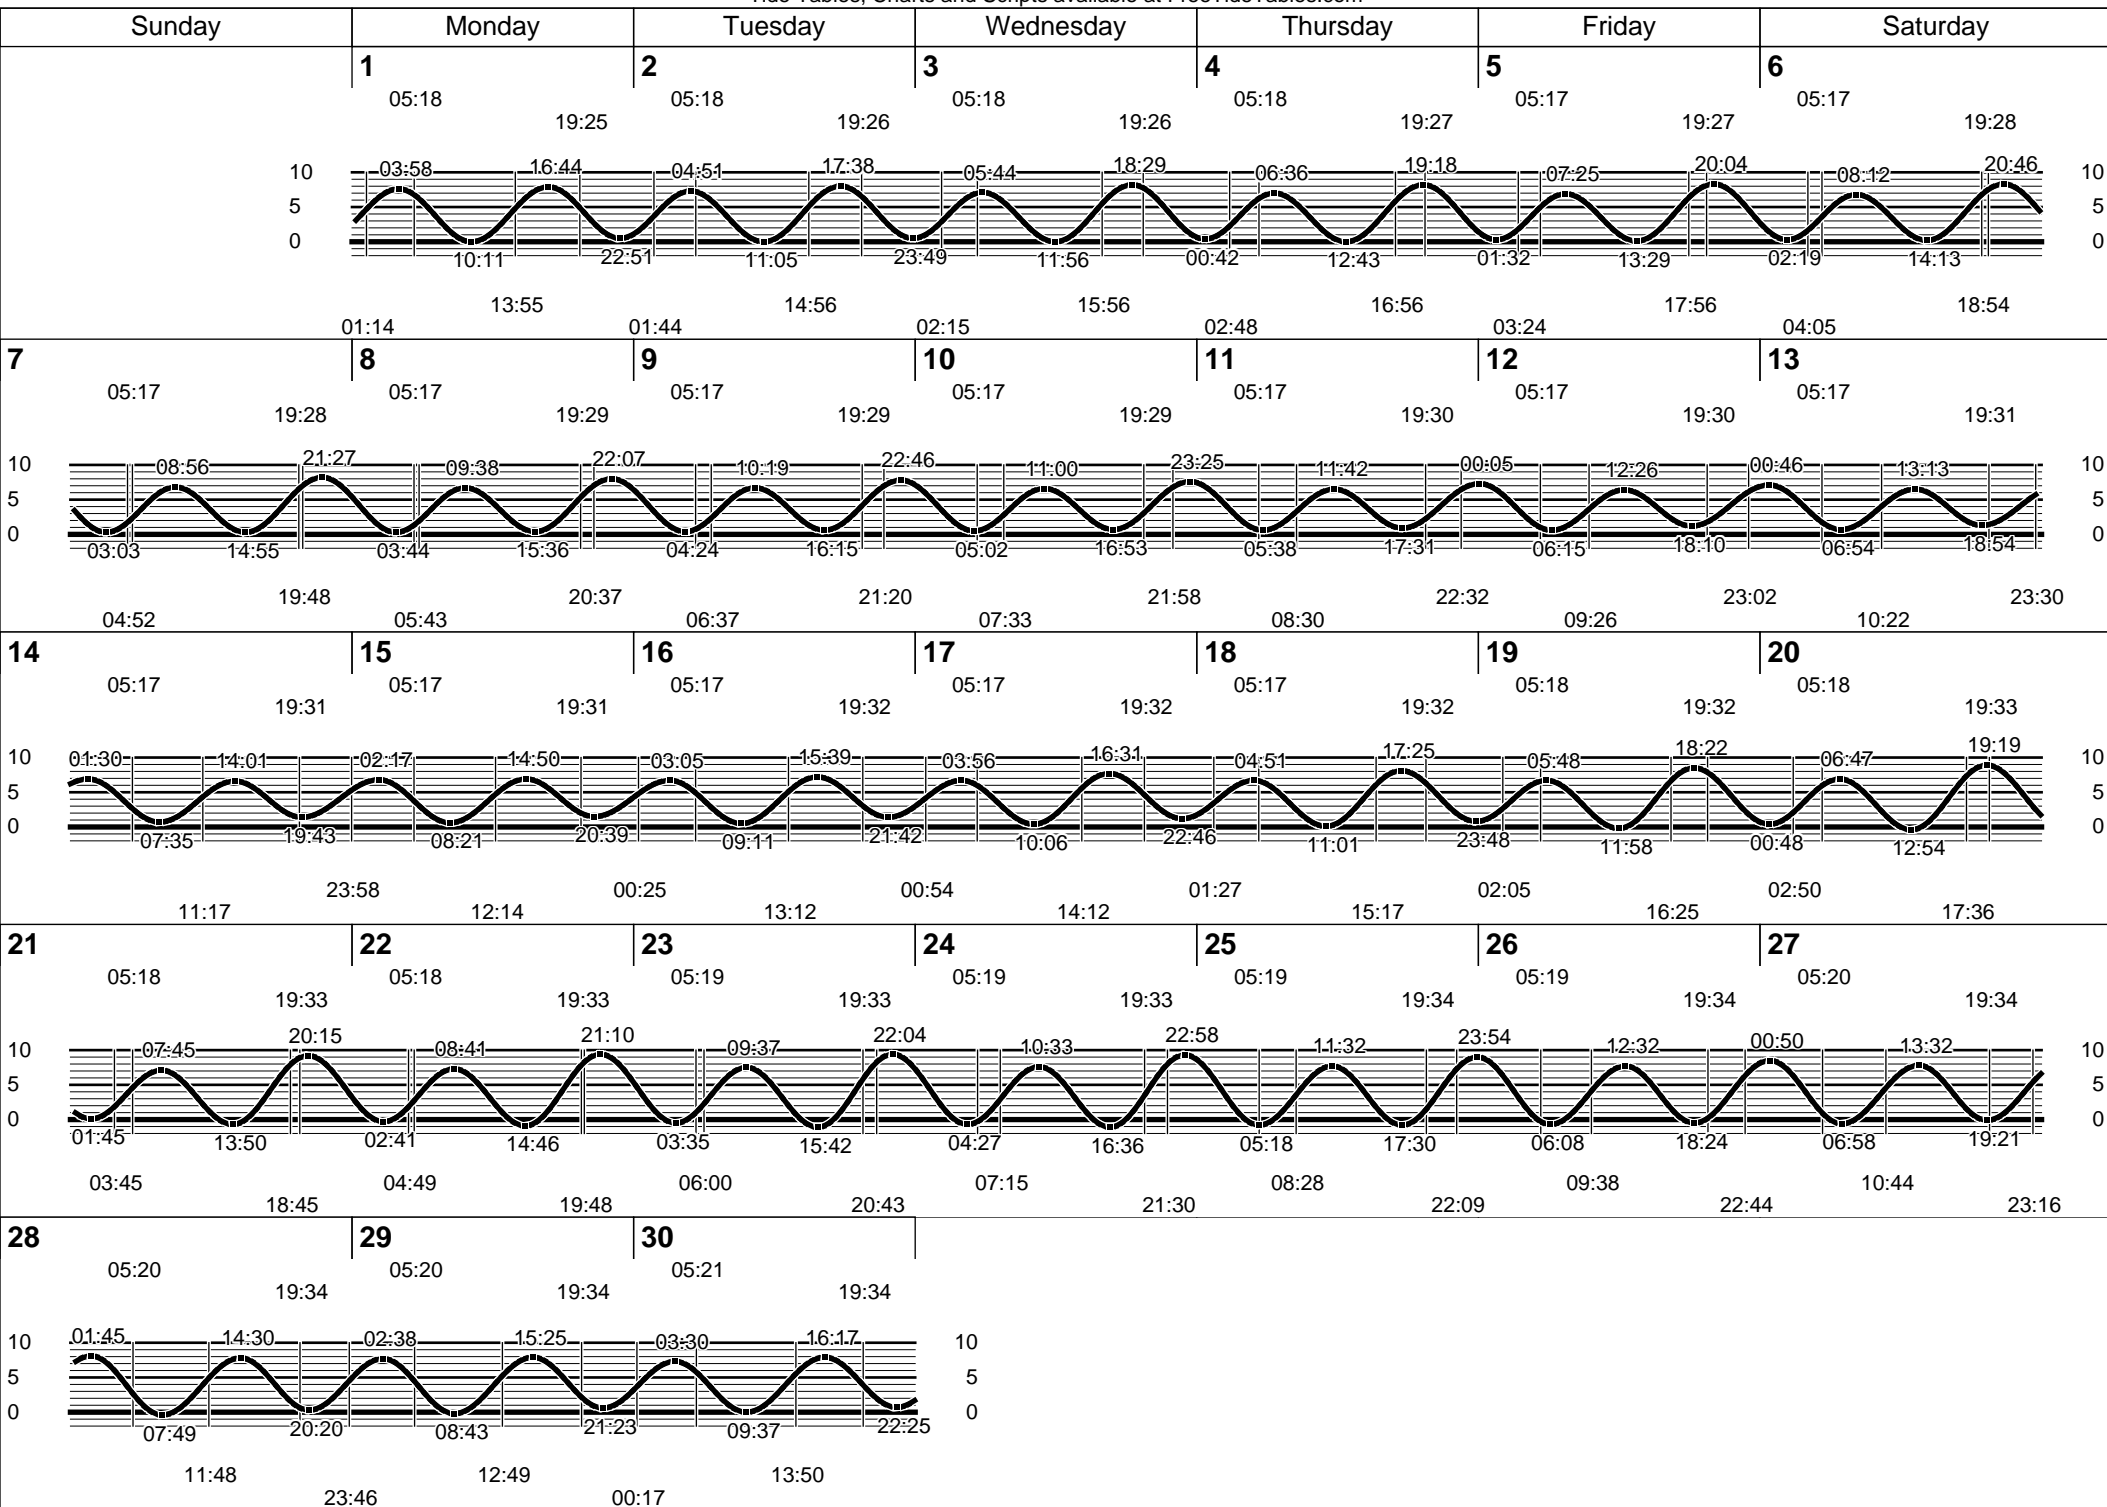 Tide Tables, Charts and Scripts available at FreeTideTables.com
Sunday Monday Tuesday Wednesday Thursday Friday Saturday
1 2 3 4 5 6
05:18 05:18 05:18 05:18 05:17 05:17
19:25 19:26 19:26 19:27 19:27 19:28
10 03:58 16:44 04:51 17:38 05:44 18:29 06:36 19:18 07:25 20:04 08:12 20:46 10
5 5
0 0
10:11 22:51 11:05 23:49 11:56 00:42 12:43 01:32 13:29 02:19 14:13
13:55 14:56 15:56 16:56 17:56 18:54
01:14 01:44 02:15 02:48 03:24 04:05
7 8 9 10 11 12 13
05:17 05:17 05:17 05:17 05:17 05:17 05:17
19:28 19:29 19:29 19:29 19:30 19:30 19:31
10 08:56 21:27 09:38 22:07 10:19 22:46 11:00 23:25 11:42 00:05 12:26 00:46 13:13 10
5 5
0 0
03:03 14:55 03:44 15:36 04:24 16:15 05:02 16:53 05:38 17:31 06:15 18:10 06:54 18:54
19:48 20:37 21:20 21:58 22:32 23:02 23:30
04:52 05:43 06:37 07:33 08:30 09:26 10:22
14 15 16 17 18 19 20
05:17 05:17 05:17 05:17 05:17 05:18 05:18
19:31 19:31 19:32 19:32 19:32 19:32 19:33
10 01:30 14:01 02:17 14:50 03:05 15:39 03:56 16:31 04:51 17:25 05:48 18:22 06:47 19:19 10
5 5
0 0
07:35 19:43 08:21 20:39 09:11 21:42 10:06 22:46 11:01 23:48 11:58 00:48 12:54
23:58 00:25 00:54 01:27 02:05 02:50
11:17 12:14 13:12 14:12 15:17 16:25 17:36
21 22 23 24 25 26 27
05:18 05:18 05:19 05:19 05:19 05:19 05:20
19:33 19:33 19:33 19:33 19:34 19:34 19:34
10 07:45 20:15 08:41 21:10 09:37 22:04 10:33 22:58 11:32 23:54 12:32 00:50 13:32 10
5 5
0 0
01:45 13:50 02:41 14:46 03:35 15:42 04:27 16:36 05:18 17:30 06:08 18:24 06:58 19:21
03:45 04:49 06:00 07:15 08:28 09:38 10:44
18:45 19:48 20:43 21:30 22:09 22:44 23:16
28 29 30
05:20 05:20 05:21
19:34 19:34 19:34
10 01:45 14:30 02:38 15:25 03:30 16:17 10
5 5
0 0
07:49 20:20 08:43 21:23 09:37 22:25
11:48 12:49 13:50
23:46 00:17